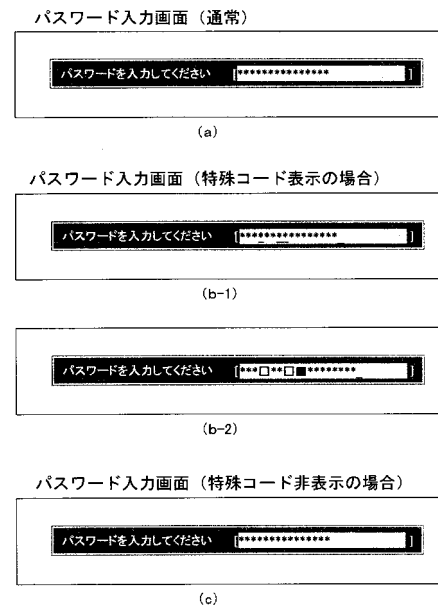 パスワード入力画面（通常）
パスワードを入力してください [*************** ]
(a)
パスワード入力画面（特殊コード表示の場合）
パスワードを入力してください [****_**__********_ ]
(b-1)
パスワードを入力してください [***□**□■********_ ]
(b-2)
パスワード入力画面（特殊コード非表示の場合）
パスワードを入力してください [*************** ]
(c)